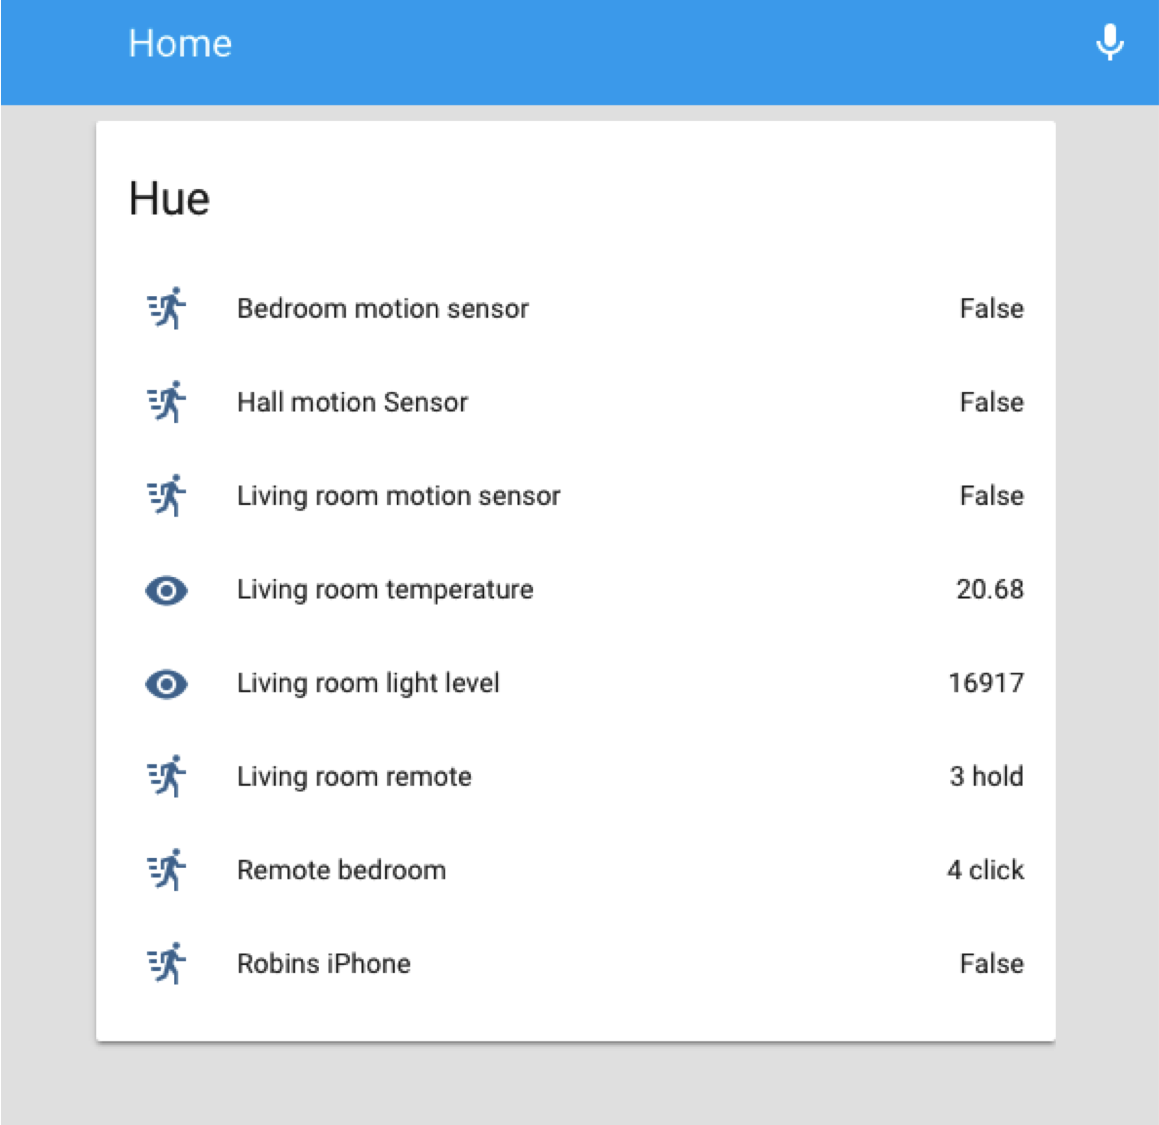 Home
Hue
Bedroom motion sensor False
Hall motion Sensor False
Living room motion sensor False
Living room temperature 20.68
Living room light level 16917
Living room remote 3 hold
Remote bedroom 4 click
Robins iPhone False